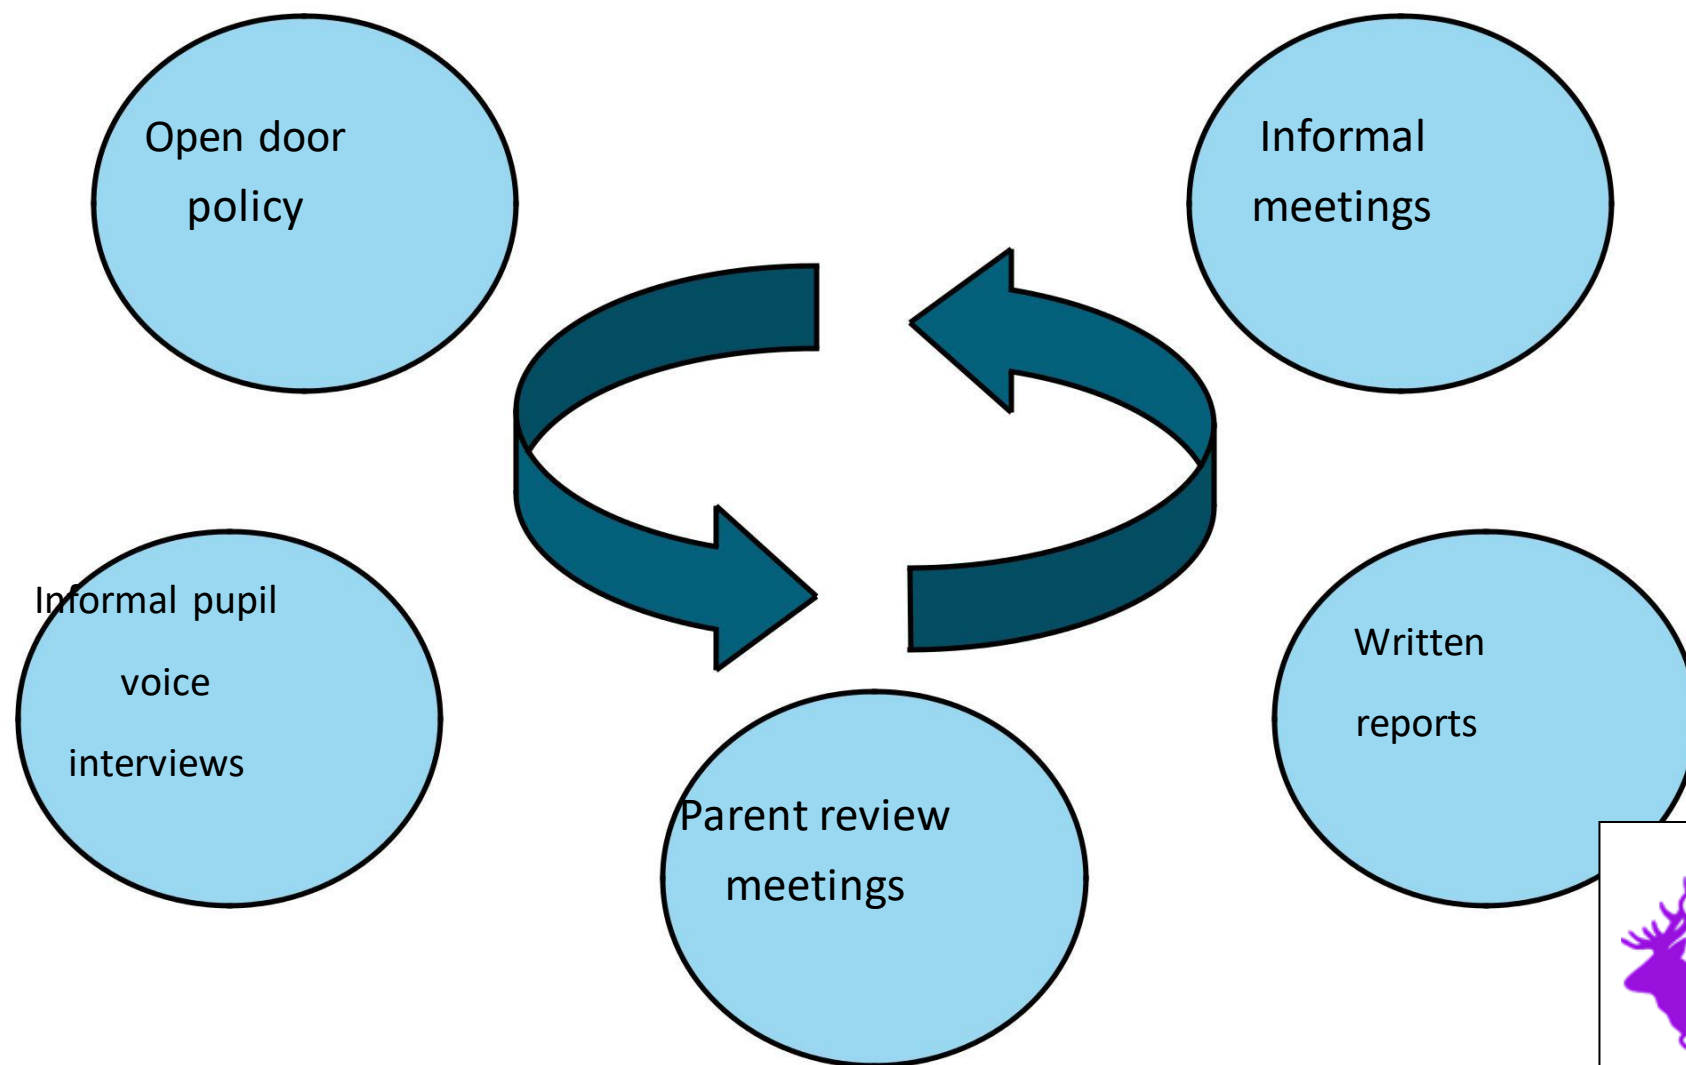 Open door
policy
Informal
meetings
Informal pupil
voice
interviews
Written
reports
Parent review
meetings